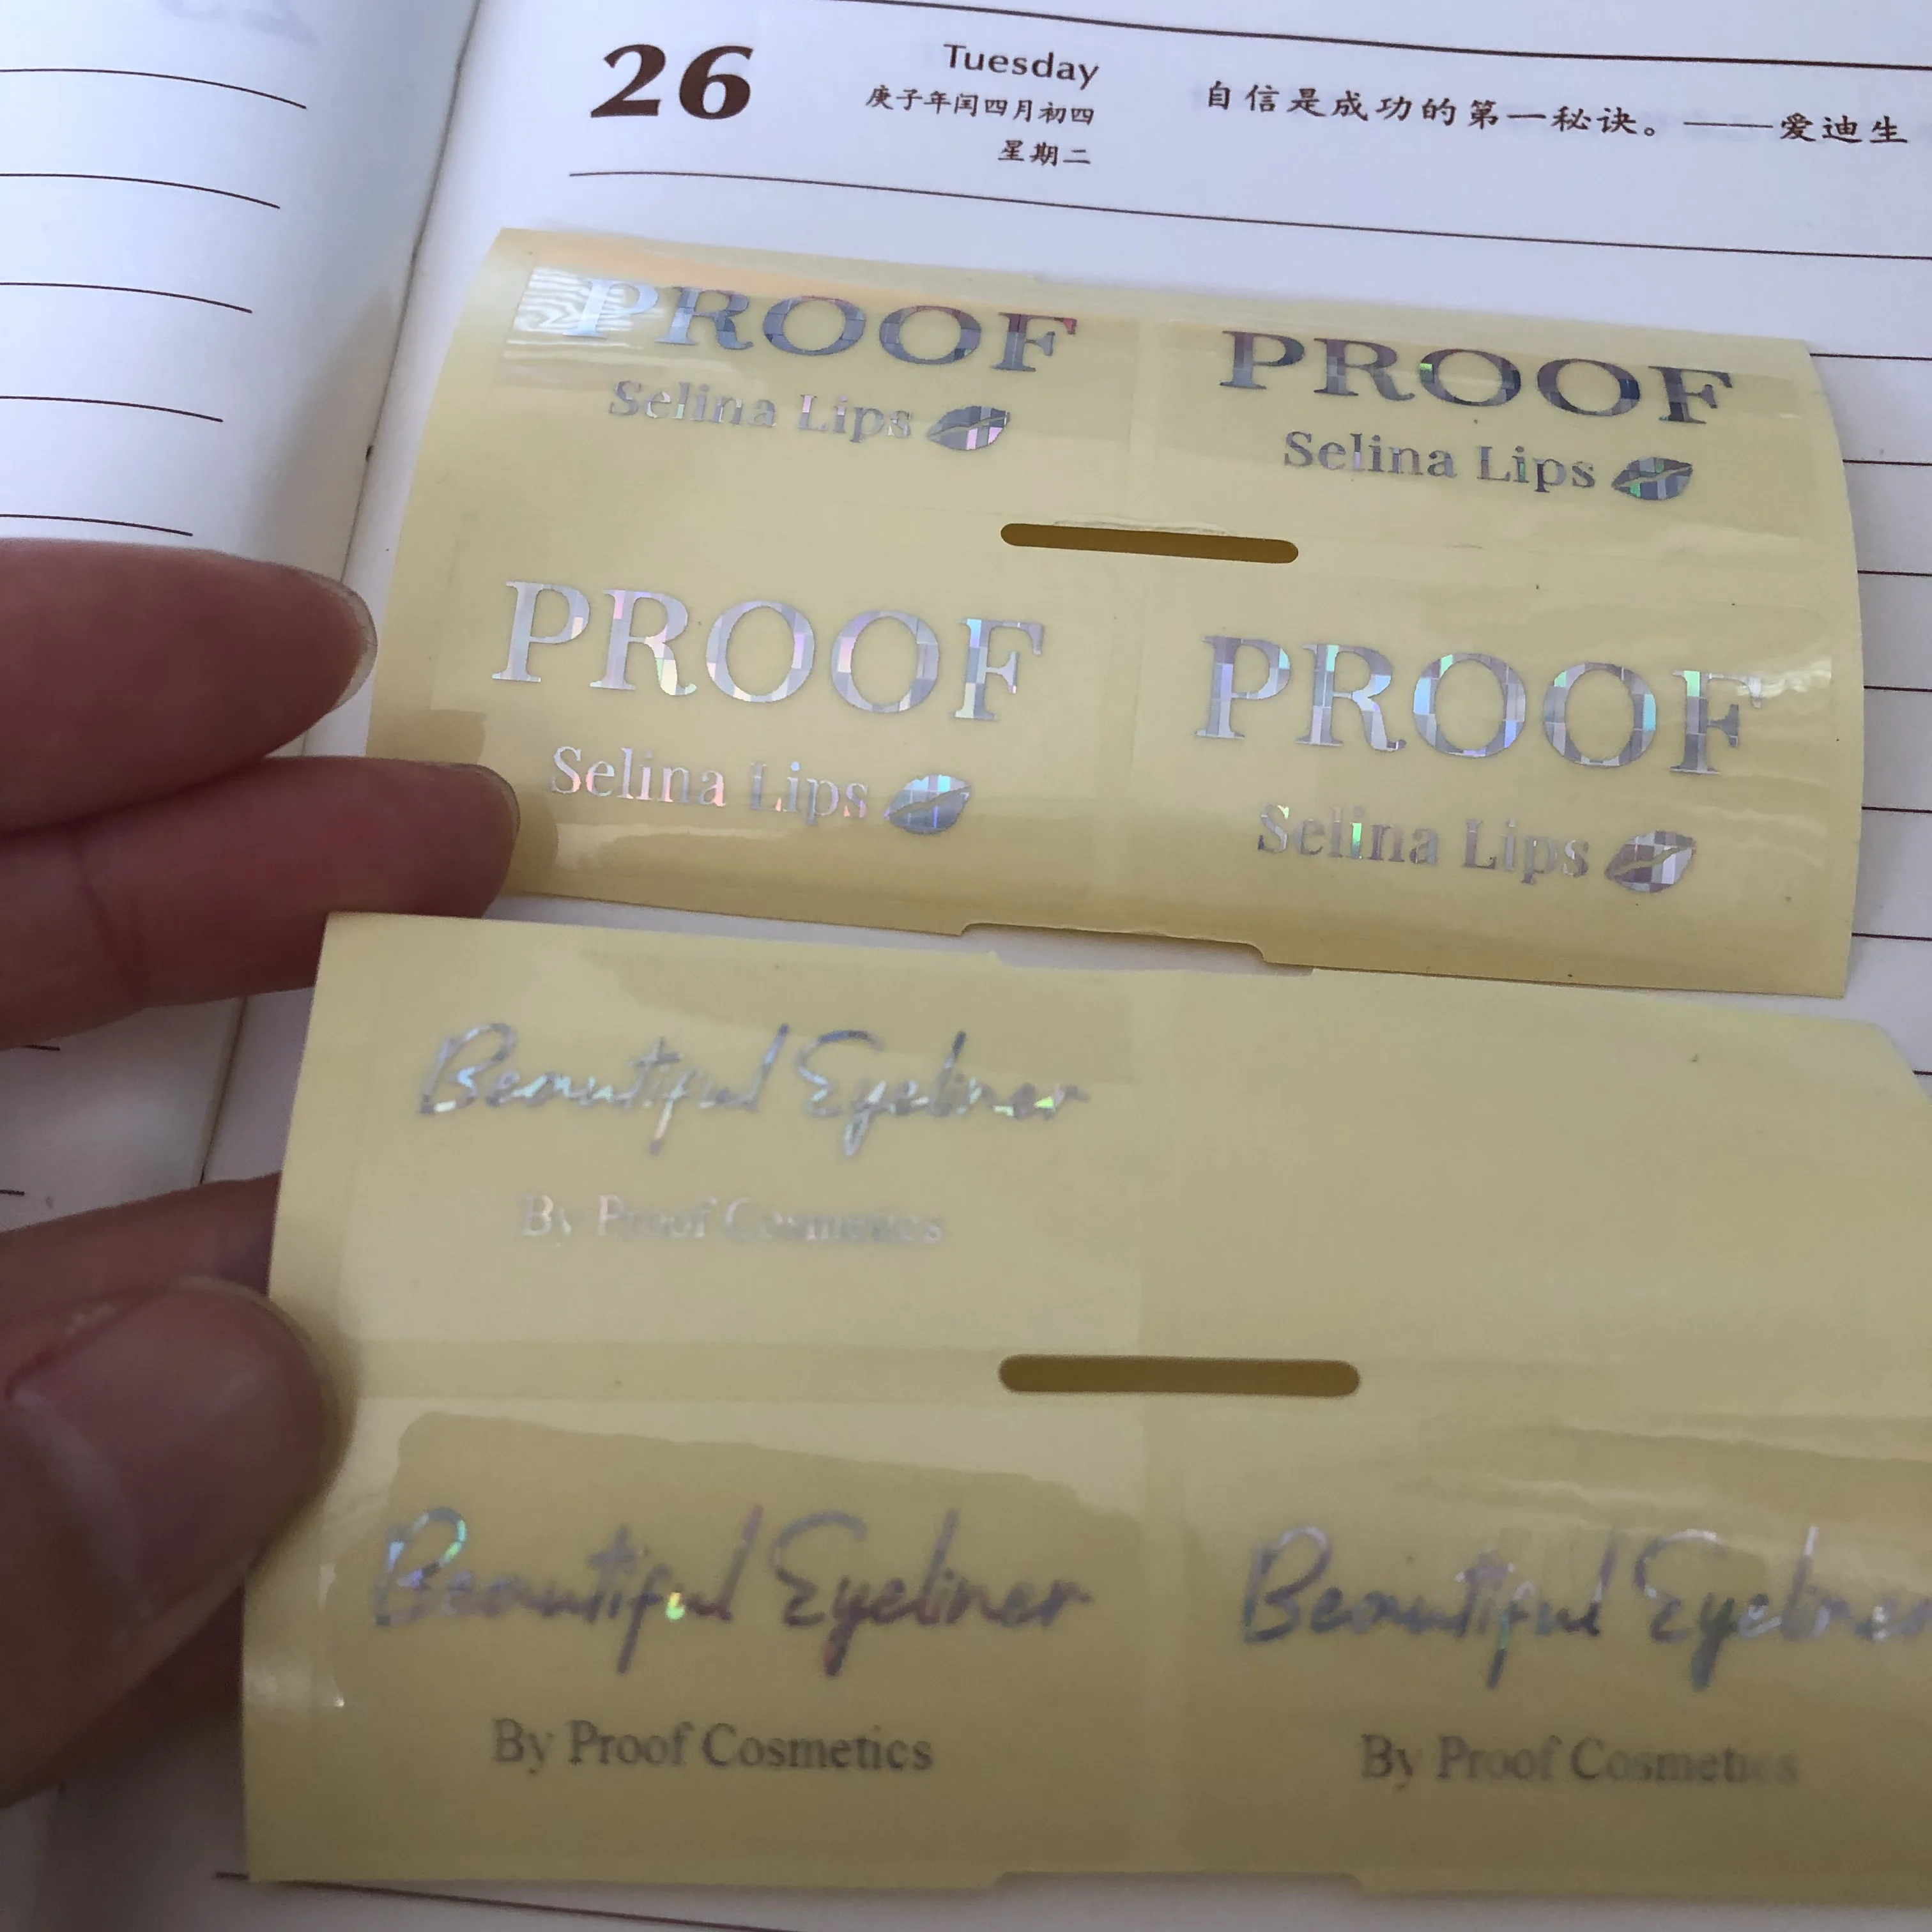 26
Tuesday
庚子年闰四月初四
星期二
自信是成功的第一秘诀。——爱迪生
PROOF
Selina Lips
PROOF
Selina Lips
PROOF
Selina Lips
PROOF
Selina Lips
Beautiful Eyeliner
By Proof Cosmetics
Beautiful Eyeliner
By Proof Cosmetics
Beautiful Eyeliner
By Proof Cosmetics